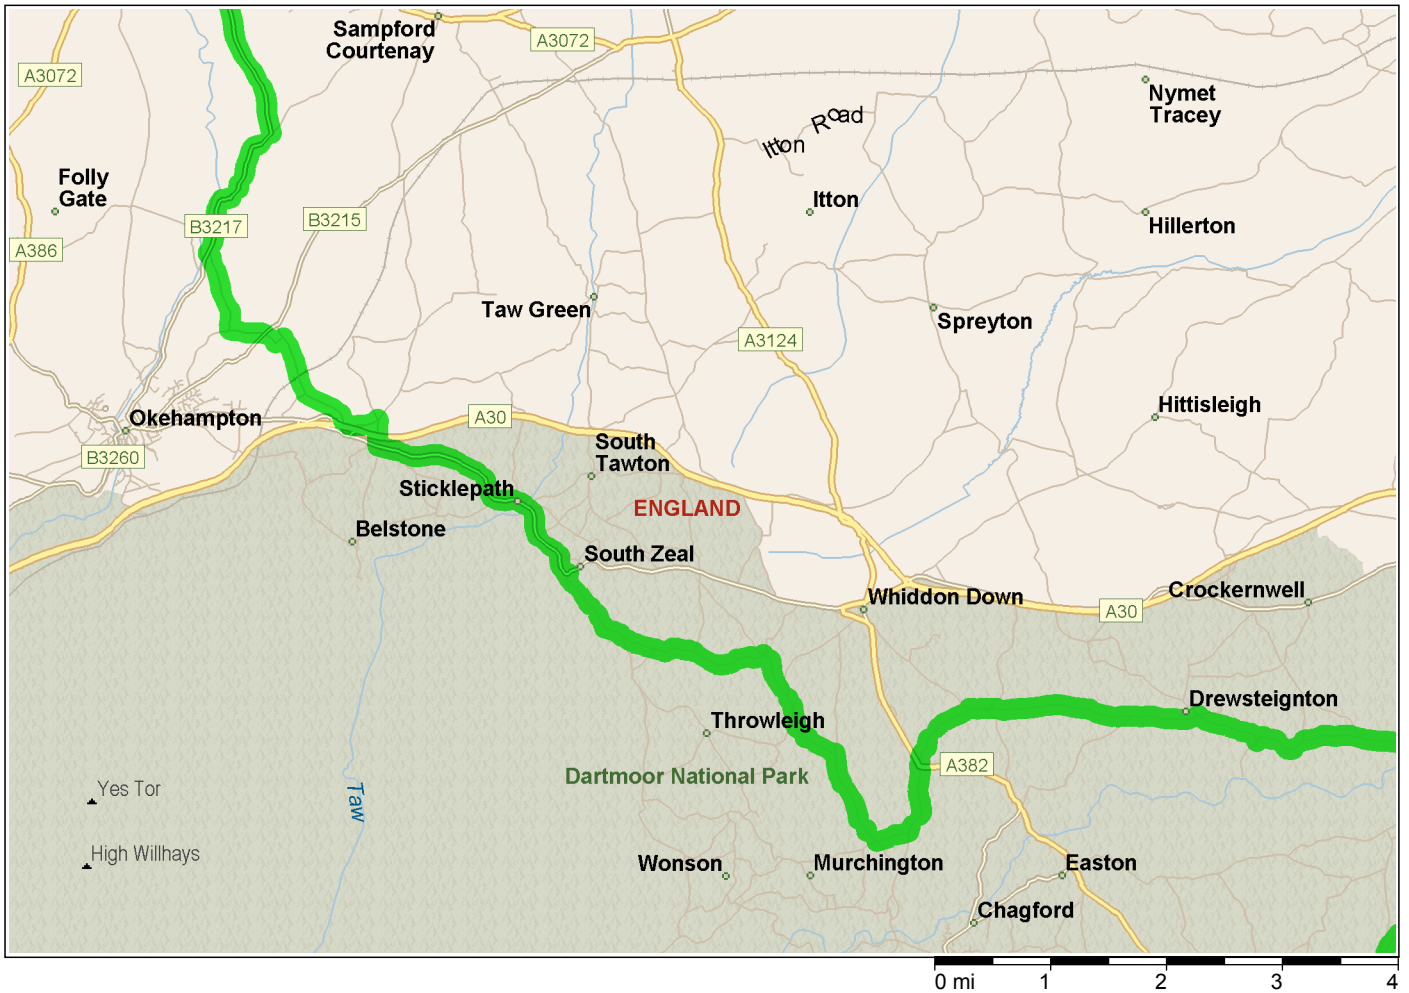 Sampford
Courtenay
A3072
A3072
Nymet
Tracey
Itton Road
Folly
Gate
Itton
B3217
B3215
Hillerton
A386
Taw Green
Spreyton
A3124
Hittisleigh
Okehampton
A30
B3260
South
Tawton
Sticklepath
ENGLAND
Belstone
South Zeal
Crockernwell
Whiddon Down
A30
Drewsteignton
Throwleigh
A382
Dartmoor National Park
Yes Tor
Taw
High Willhays
Wonson
Murchington
Easton
Chagford
0 mi 1 2 3 4